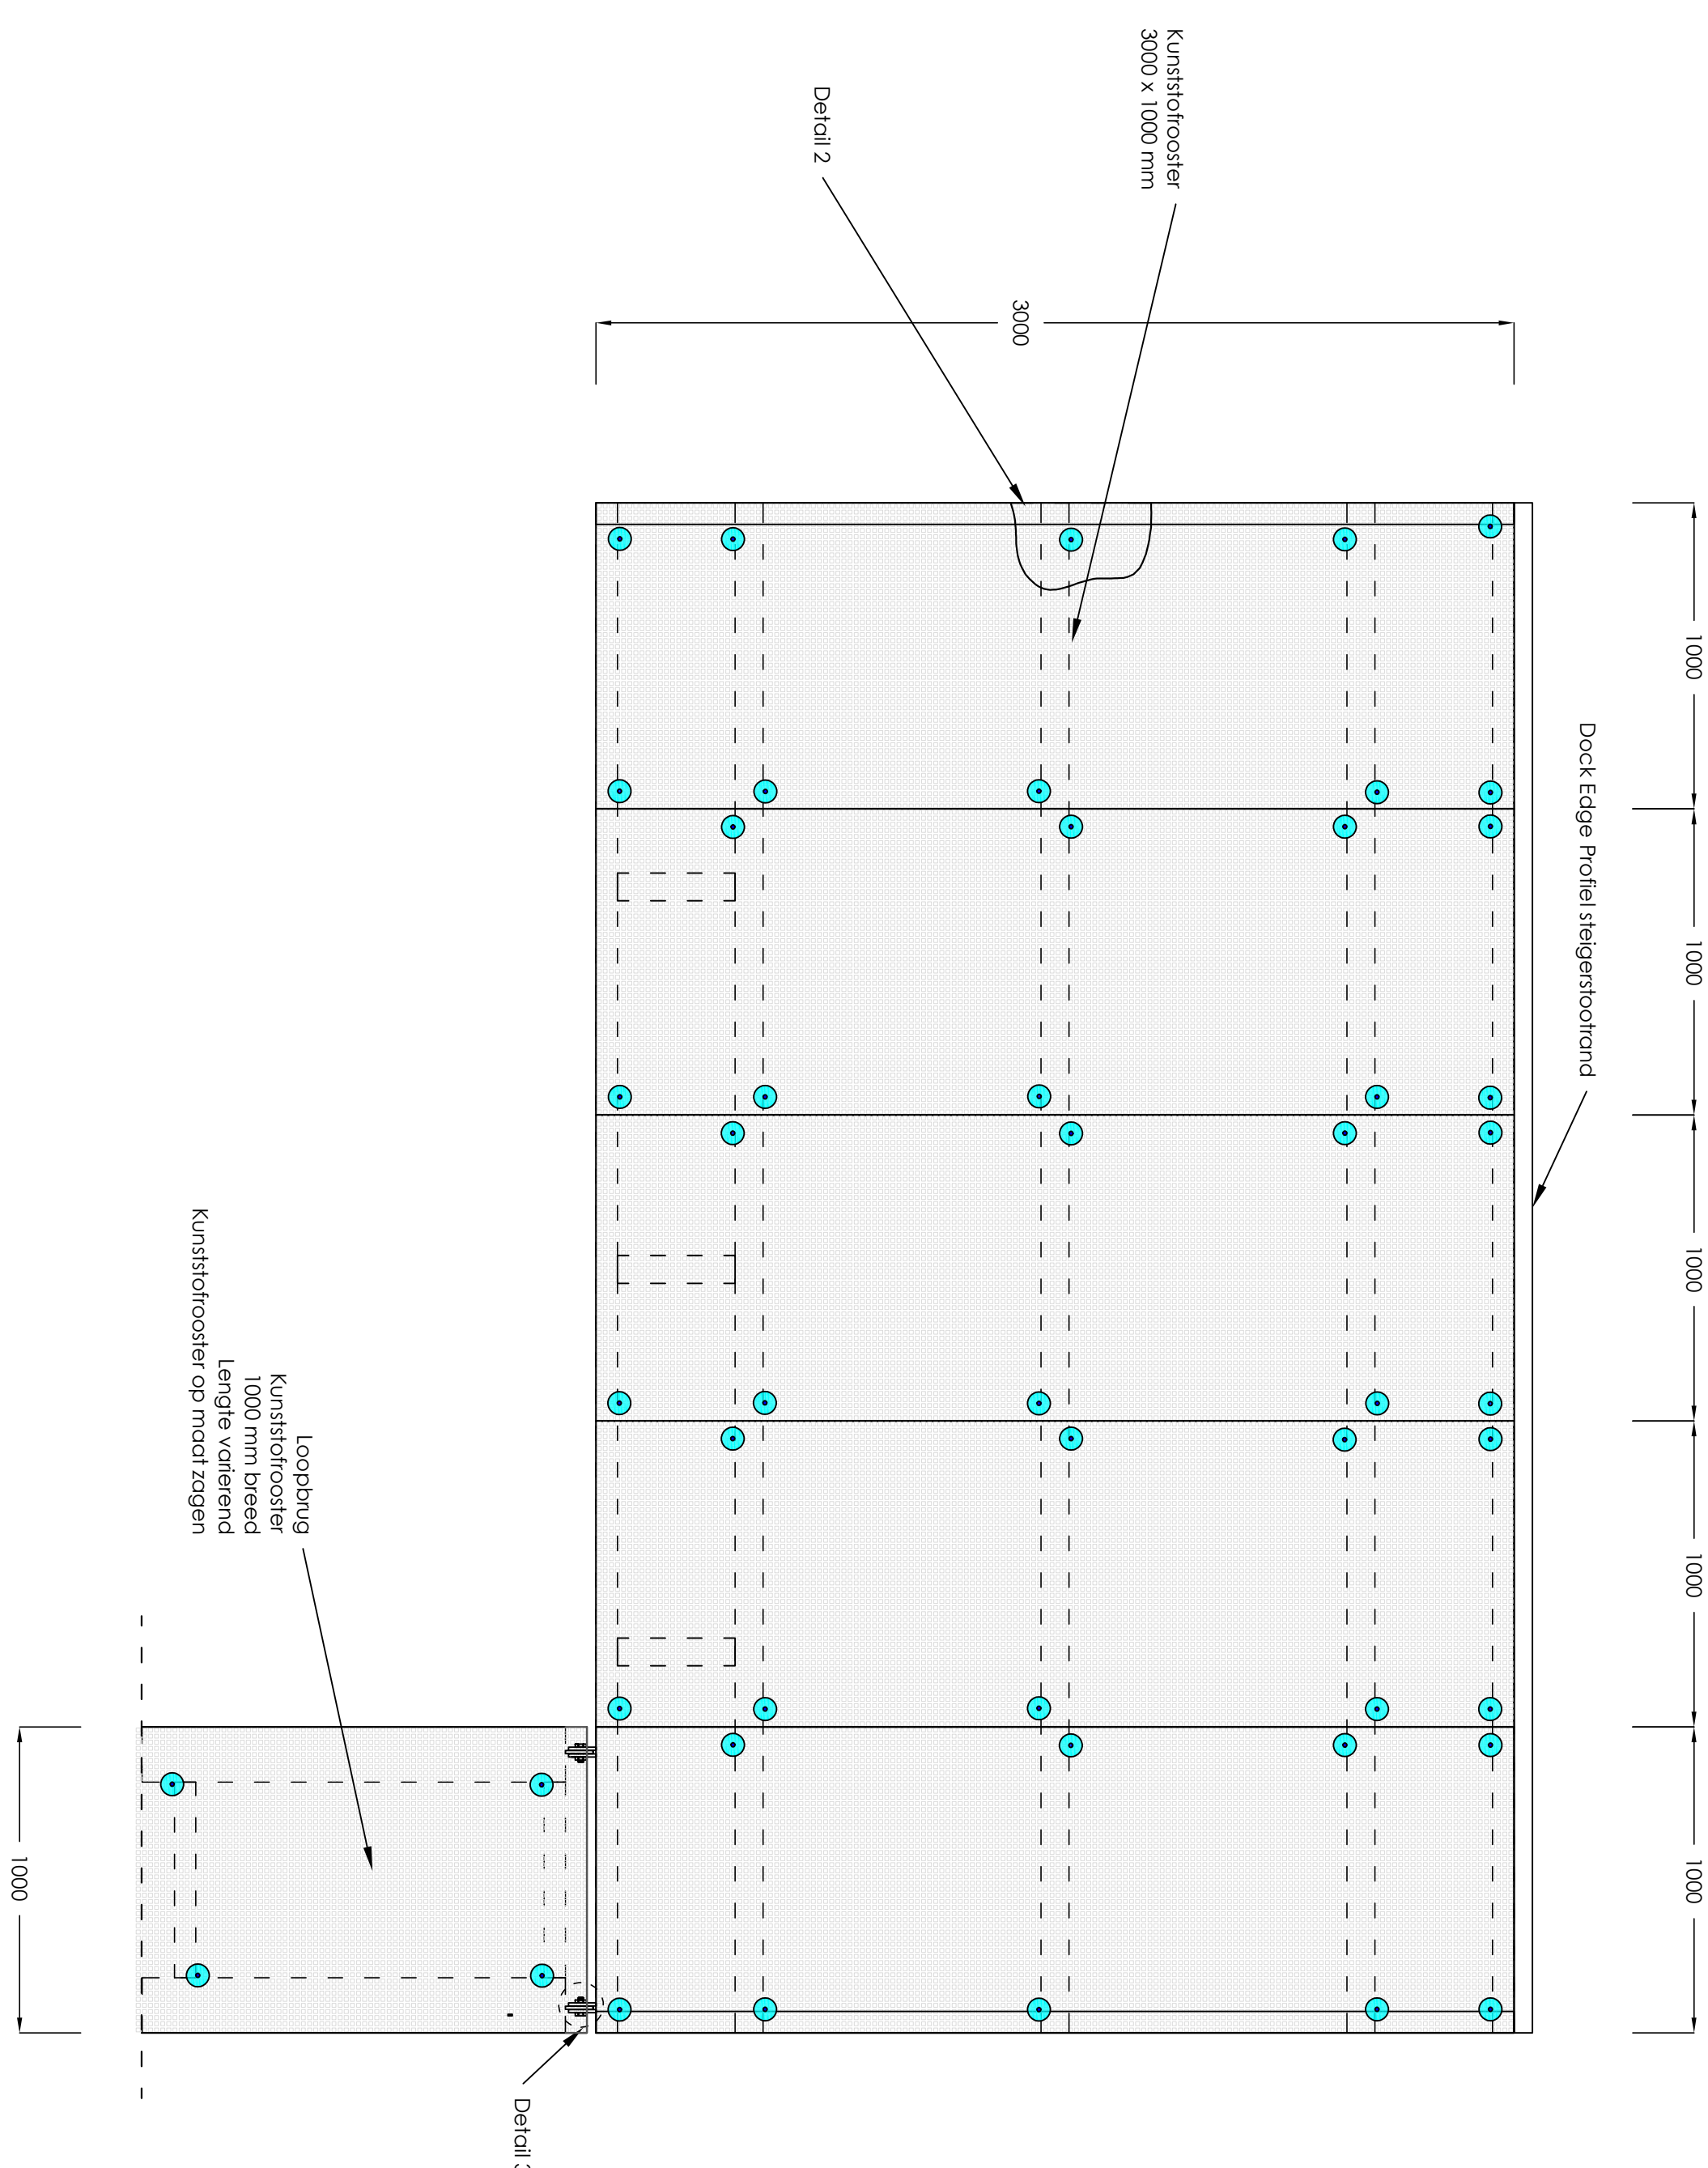 Kunststofrooster
3000 x 1000 mm
Detail 2
3000
1000
1000
1000
1000
1000
Dock Edge Profiel steigerstootrand
Loopbrug
Kunststofrooster
1000 mm breed
Lengte varierend
Kunststofrooster op maat zagen
1000
Detail